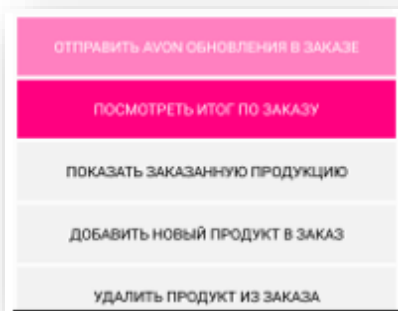 ОТПРАВИТЬ AVON ОБНОВЛЕНИЯ В ЗАКАЗЕ
ПОСМОТРЕТЬ ИТОГ ПО ЗАКАЗУ
ПОКАЗАТЬ ЗАКАЗАННУЮ ПРОДУКЦИЮ
ДОБАВИТЬ НОВЫЙ ПРОДУКТ В ЗАКАЗ
УДАЛИТЬ ПРОДУКТ ИЗ ЗАКАЗА